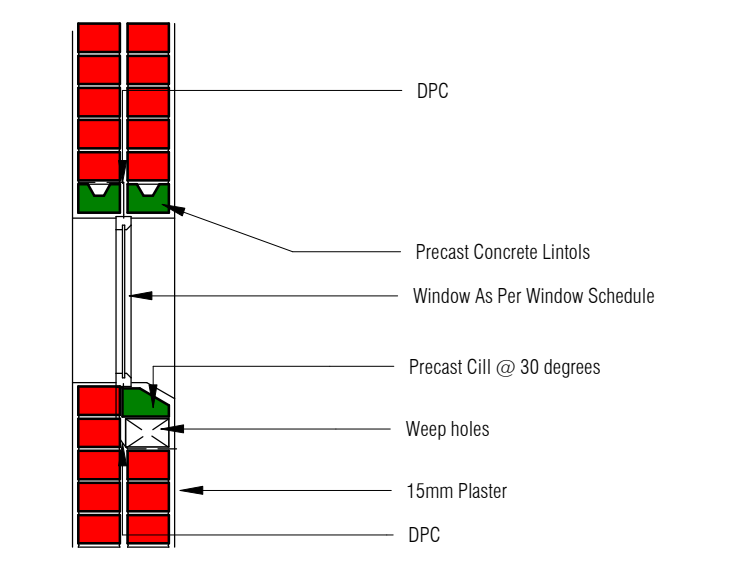 DPC
Precast Concrete Lintols
Window As Per Window Schedule
Precast Cill @ 30 degrees
Weep holes
15mm Plaster
DPC